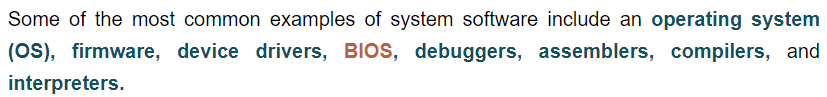 Some of the most common examples of system software include an operating system
(OS), firmware, device drivers, BIOS, debuggers, assemblers, compilers, and
interpreters.